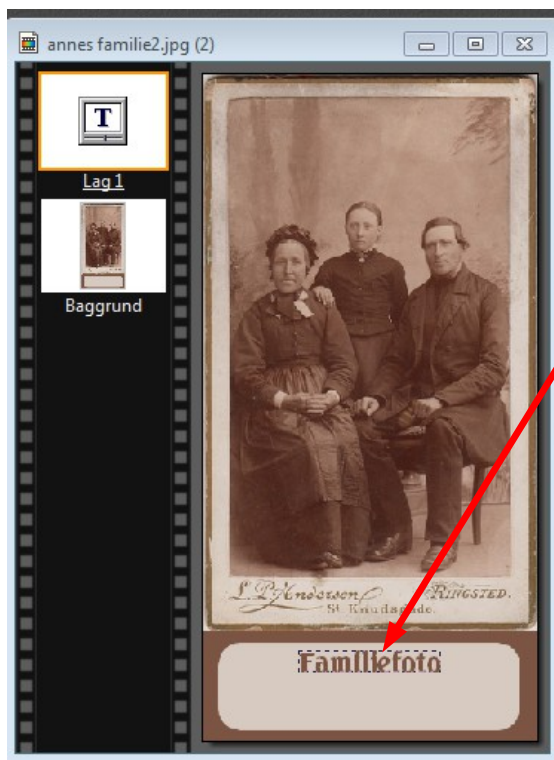 annes familie2.jpg (2)
T
Lag 1
Baggrund
L. P. Andersen
RINGSTED.
St. Knudsgade.
Familiefoto